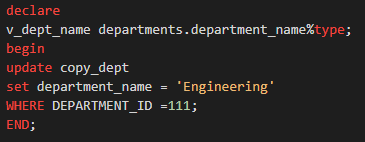 declare
v_dept_name departments.department_name%type;
begin
update copy_dept
set department_name = 'Engineering'
WHERE DEPARTMENT_ID =111;
END;